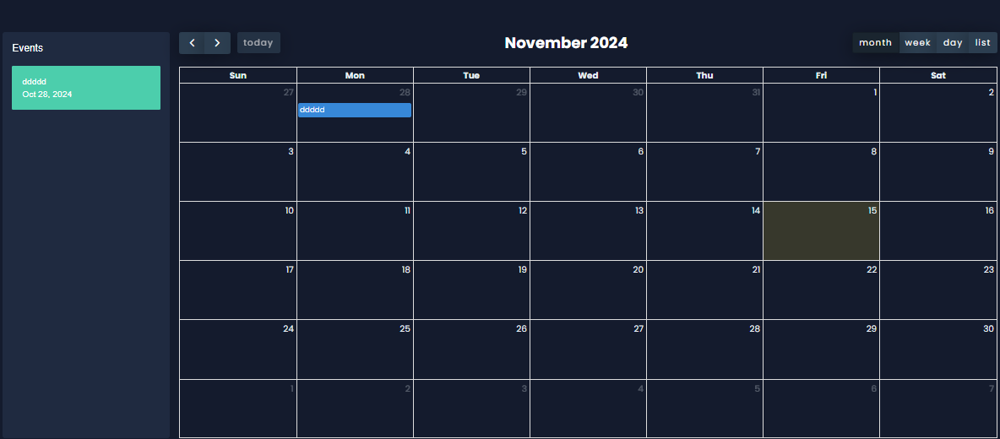 Events
ddddd
Oct 28, 2024
today
November 2024
month week day list
Sun Mon Tue Wed Thu Fri Sat
27 28 29 30 31 1 2
ddddd
3 4 5 6 7 8 9
10 11 12 13 14 15 16
17 18 19 20 21 22 23
24 25 26 27 28 29 30
1 2 3 4 5 6 7